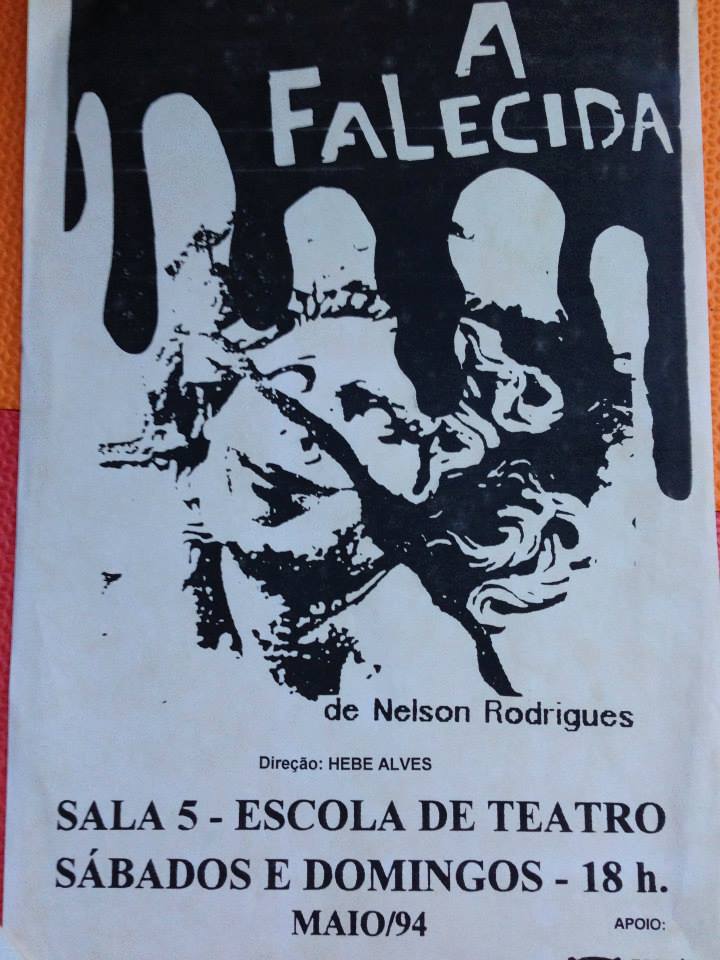 A
FALECIDA
de Nelson Rodrigues
Direção: HEBE ALVES
SALA 5 - ESCOLA DE TEATRO
SÁBADOS E DOMINGOS - 18 h.
MAIO/94
APOIO: